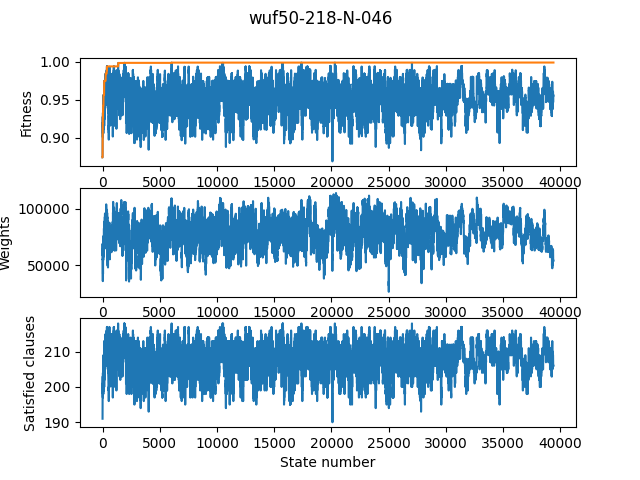 wuf50-218-N-046
Fitness
1.00
0.95
0.90
0 5000 10000 15000 20000 25000 30000 35000 40000
Weights
100000
50000
0 5000 10000 15000 20000 25000 30000 35000 40000
Satisfied clauses
210
200
190
0 5000 10000 15000 20000 25000 30000 35000 40000
State number